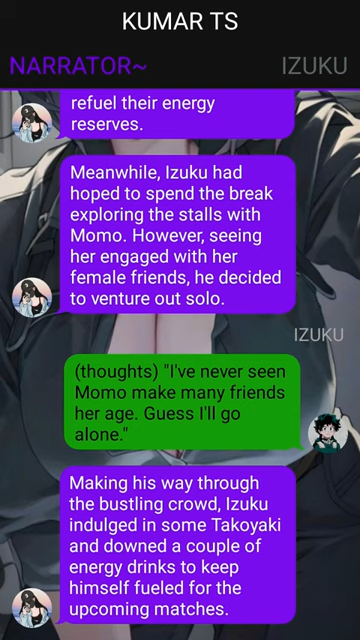 KUMAR TS
NARRATOR~
IZUKU
refuel their energy
reserves.
Meanwhile, Izuku had
hoped to spend the break
exploring the stalls with
Momo. However, seeing
her engaged with her
female friends, he decided
to venture out solo.
IZUKU
(thoughts) "I've never seen
Momo make many friends
her age. Guess I'll go
alone."
Making his way through
the bustling crowd, Izuku
indulged in some Takoyaki
and downed a couple of
energy drinks to keep
himself fueled for the
upcoming matches.